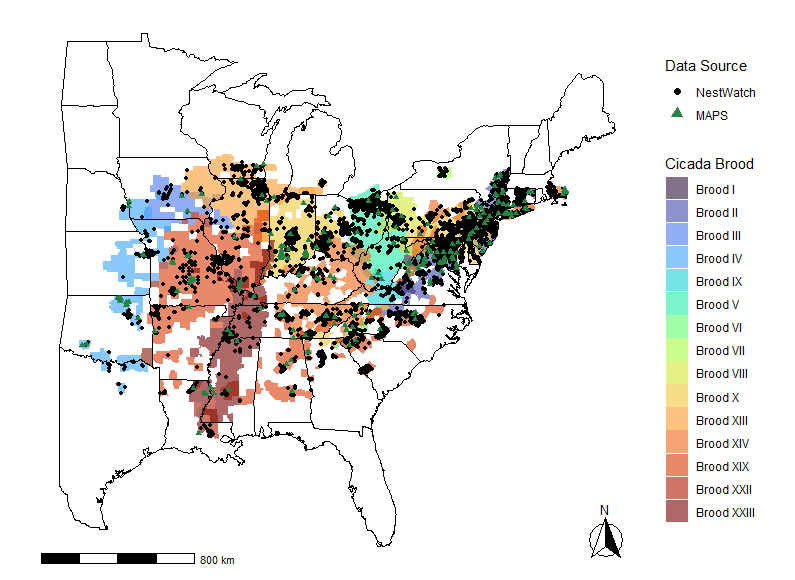 Data Source
NestWatch
MAPS
Cicada Brood
Brood I
Brood II
Brood III
Brood IV
Brood IX
Brood V
Brood VI
Brood VII
Brood VIII
Brood X
Brood XIII
Brood XIV
Brood XIX
Brood XXII
Brood XXIII
N
800 km